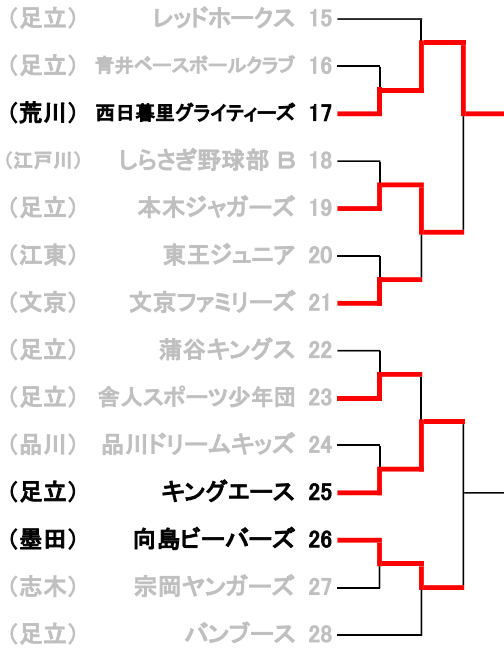 (足立) レッドホークス 15
(足立) 青井ベースボールクラブ 16
(荒川) 西日暮里グライティーズ 17
(江戸川) しらさぎ野球部 B 18
(足立) 本木ジャガーズ 19
(江東) 東王ジュニア 20
(文京) 文京ファミリーズ 21
(足立) 蒲谷キングス 22
(足立) 舎人スポーツ少年団 23
(品川) 品川ドリームキッズ 24
(足立) キングエース 25
(墨田) 向島ビーバーズ 26
(志木) 宗岡ヤンガーズ 27
(足立) バンブース 28